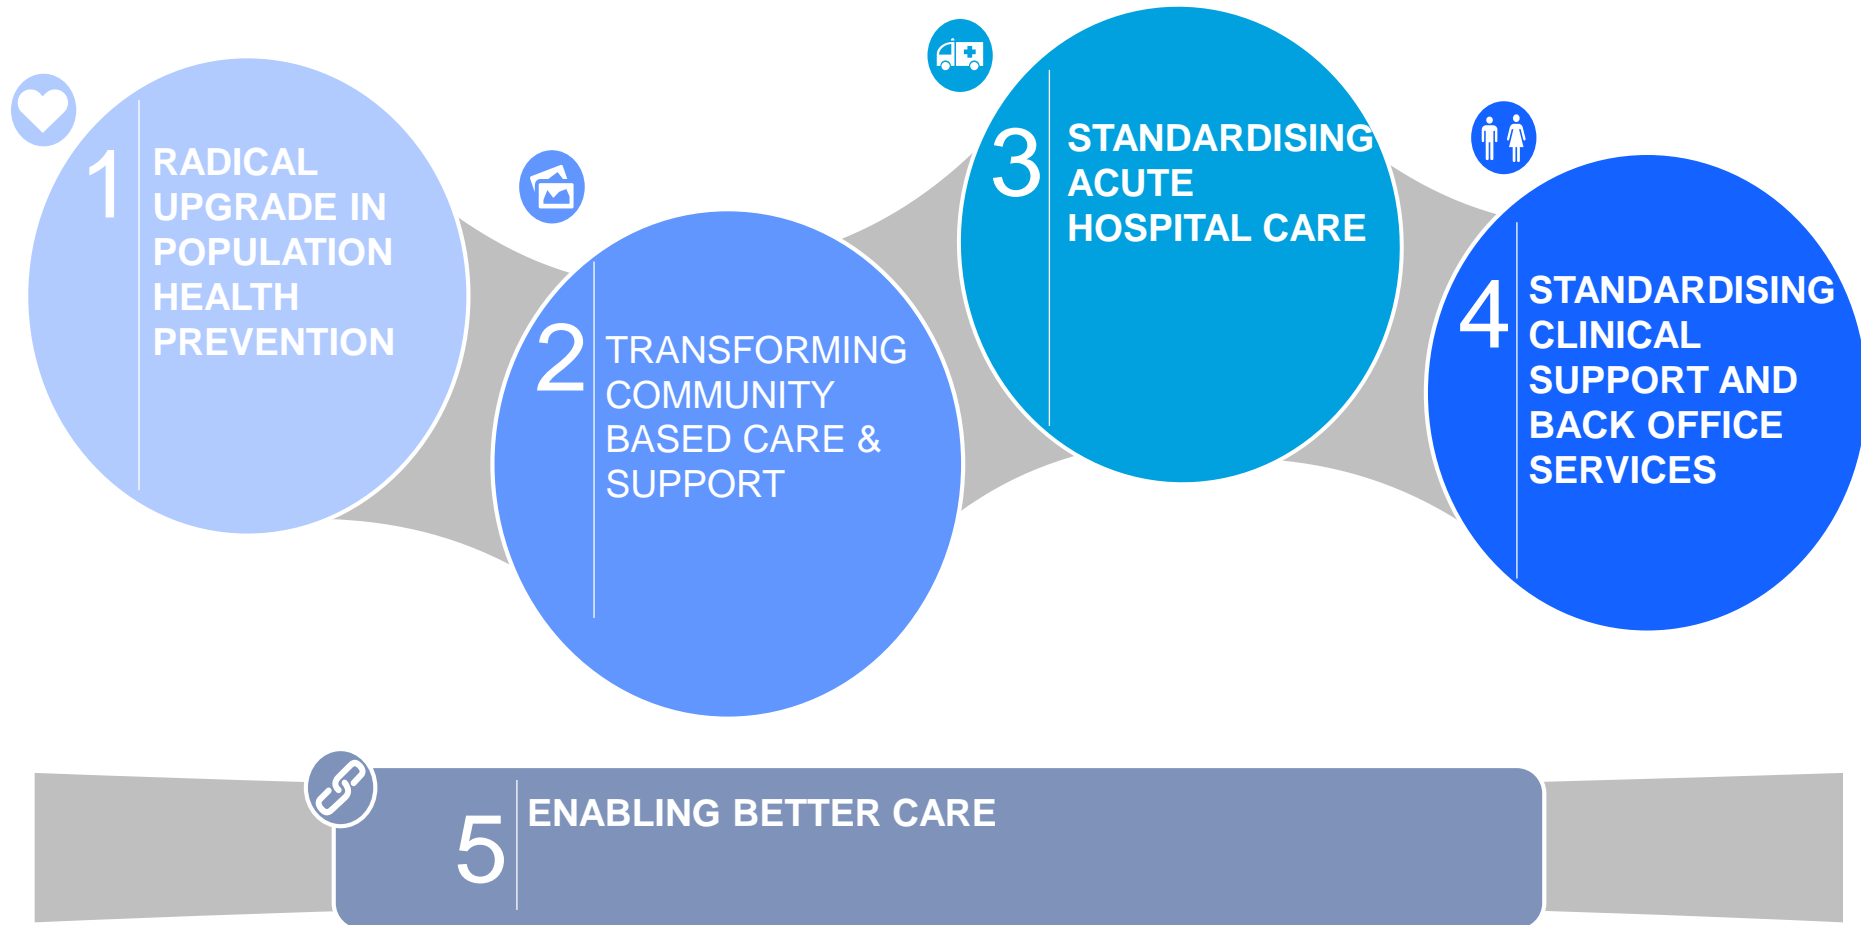 1
RADICAL
UPGRADE IN
POPULATION
HEALTH
PREVENTION
2
TRANSFORMING
COMMUNITY
BASED CARE &
SUPPORT
3
STANDARDISING
ACUTE
HOSPITAL CARE
4
STANDARDISING
CLINICAL
SUPPORT AND
BACK OFFICE
SERVICES
5
ENABLING BETTER CARE